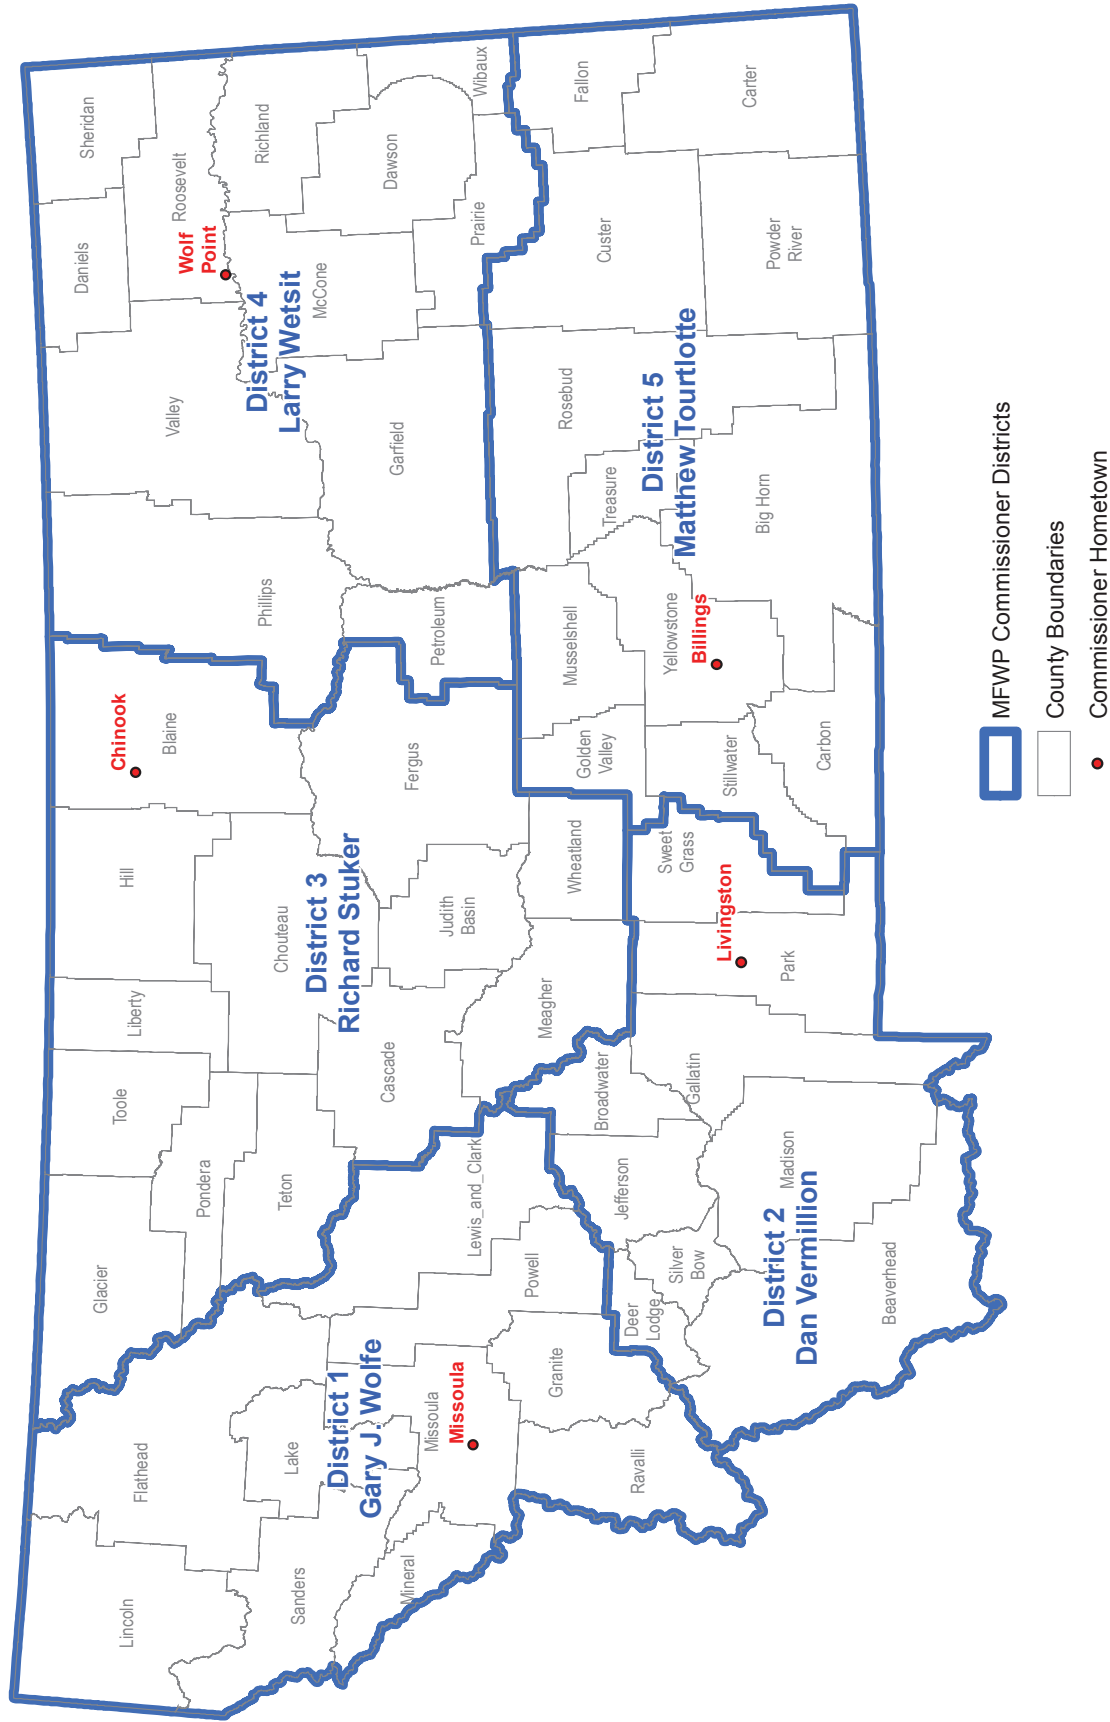 Lincoln
Flathead
Glacier
Toole
Liberty
Hill
Chinook
Blaine
Phillips
Valley
Daniels
Sheridan
Roosevelt
Wolf
Point
Richland
District 4
Larry Wetsit
McCone
Dawson
Wibaux
Prairie
Garfield
Petroleum
Pondera
Teton
Chouteau
District 3
Richard Stuker
Cascade
Fergus
Judith
Basin
Sanders
Lake
District 1
Gary J. Wolfe
Missoula
Missoula
Mineral
Lewis_and_Clark
Powell
Granite
Ravalli
Meagher
Wheatland
Golden
Valley
Musselshell
Broadwater
Jefferson
Deer
Lodge
Silver
Bow
Gallatin
Madison
District 2
Dan Vermillion
Beaverhead
Livingston
Park
Sweet
Grass
Stillwater
Carbon
Yellowstone
Billings
Treasure
Rosebud
District 5
Matthew Tourtlotte
Big Horn
Custer
Fallon
Powder
River
Carter
MFWP Commissioner Districts
County Boundaries
Commissioner Hometown